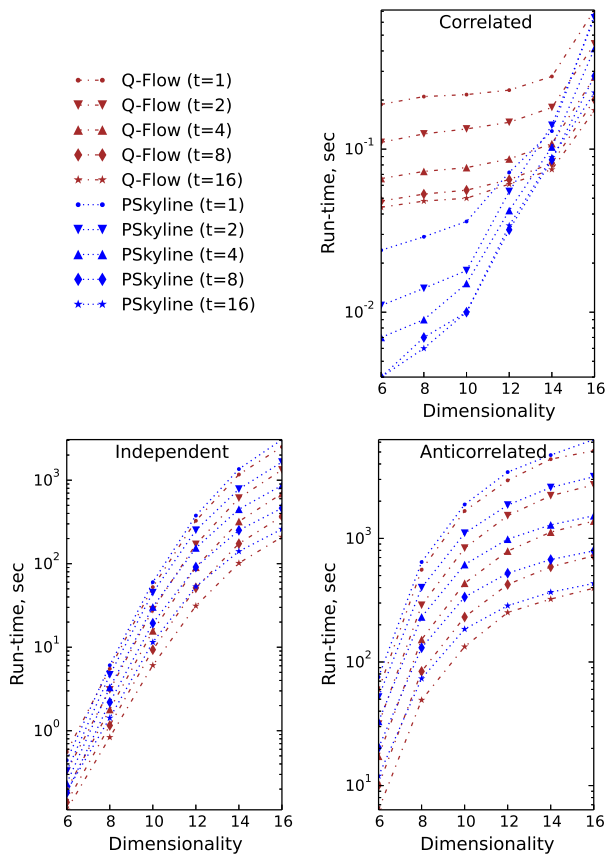 Correlated
Q-Flow (t=1)
Q-Flow (t=2)
Q-Flow (t=4)
Q-Flow (t=8)
Q-Flow (t=16)
PSkyline (t=1)
PSkyline (t=2)
PSkyline (t=4)
PSkyline (t=8)
PSkyline (t=16)
Run-time, sec
10⁻¹
10⁻²
6 8 10 12 14 16
Dimensionality
Independent
Run-time, sec
10³
10²
10¹
10⁰
6 8 10 12 14 16
Dimensionality
Anticorrelated
Run-time, sec
10³
10²
10¹
6 8 10 12 14 16
Dimensionality